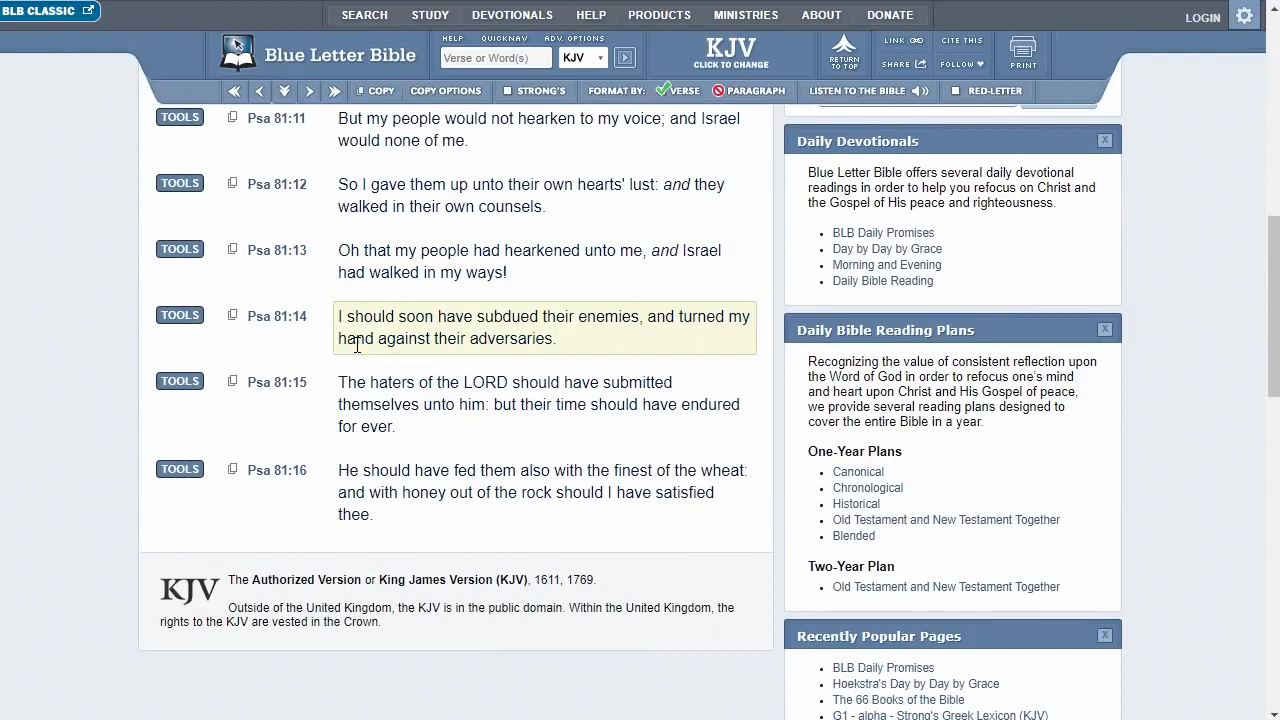 BLB CLASSIC
SEARCH STUDY DEVOTIONALS HELP PRODUCTS MINISTRIES ABOUT DONATE
LOGIN
Blue Letter Bible
HELP QUICKNAV ADV. OPTIONS
Verse or Word(s) KJV
KJV
CLICK TO CHANGE
RETURN
TO TOP
LINK CITE THIS
SHARE FOLLOW
PRINT
COPY COPY OPTIONS STRONG'S FORMAT BY: VERSE PARAGRAPH LISTEN TO THE BIBLE RED-LETTER
TOOLS Psa 81:11 But my people would not hearken to my voice; and Israel
would none of me.
TOOLS Psa 81:12 So I gave them up unto their own hearts' lust: and they
walked in their own counsels.
TOOLS Psa 81:13 Oh that my people had hearkened unto me, and Israel
had walked in my ways!
TOOLS Psa 81:14 I should soon have subdued their enemies, and turned my
hand against their adversaries.
TOOLS Psa 81:15 The haters of the LORD should have submitted
themselves unto him: but their time should have endured
for ever.
TOOLS Psa 81:16 He should have fed them also with the finest of the wheat:
and with honey out of the rock should I have satisfied
thee.
KJV
The Authorized Version or King James Version (KJV), 1611, 1769.
Outside of the United Kingdom, the KJV is in the public domain. Within the United Kingdom, the
rights to the KJV are vested in the Crown.
Daily Devotionals X
Blue Letter Bible offers several daily devotional
readings in order to help you refocus on Christ and
the Gospel of His peace and righteousness.
BLB Daily Promises
Day by Day by Grace
Morning and Evening
Daily Bible Reading
Daily Bible Reading Plans X
Recognizing the value of consistent reflection upon
the Word of God in order to refocus one's mind
and heart upon Christ and His Gospel of peace,
we provide several reading plans designed to
cover the entire Bible in a year.
One-Year Plans
Canonical
Chronological
Historical
Old Testament and New Testament Together
Blended
Two-Year Plan
Old Testament and New Testament Together
Recently Popular Pages X
BLB Daily Promises
Hoekstra's Day by Day by Grace
The 66 Books of the Bible
G1 - alpha - Strong's Greek Lexicon (KJV)